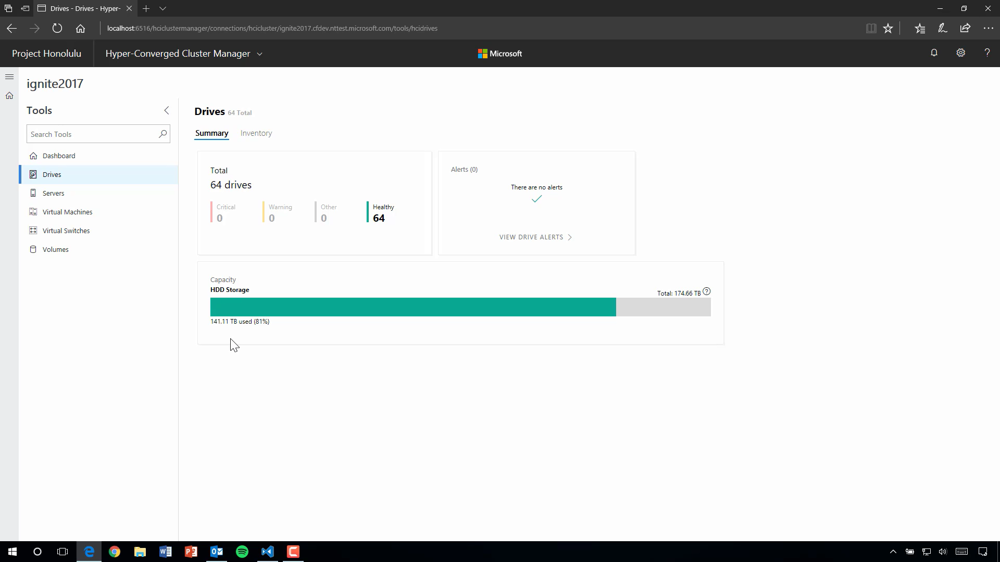 Drives - Drives - Hyper-
localhost:6516/hciclustermanager/connections/hcicluster/ignite2017.cfdev.nttest.microsoft.com/tools/hcidrives
Project Honolulu
Hyper-Converged Cluster Manager
Microsoft
?
ignite2017
Tools
Search Tools
Dashboard
Drives
Servers
Virtual Machines
Virtual Switches
Volumes
Drives 64 Total
Summary
Inventory
Total
64 drives
Critical
0
Warning
0
Other
0
Healthy
64
Alerts (0)
There are no alerts
VIEW DRIVE ALERTS
Capacity
HDD Storage
Total: 174.66 TB ?
141.11 TB used (81%)